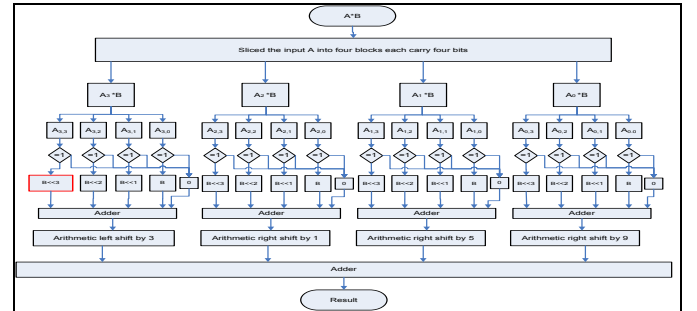 A*B
Sliced the input A into four blocks each carry four bits
A3 *B A2 *B A1 *B A0 *B
A3,3 A3,2 A3,1 A3,0 A2,3 A2,2 A2,1 A2,0 A1,3 A1,2 A1,1 A1,0 A0,3 A0,2 A0,1 A0,0
=1 =1 =1 =1 =1 =1 =1 =1 =1 =1 =1 =1 =1 =1 =1 =1
B<<3 B<<2 B<<1 B 0 B<<3 B<<2 B<<1 B 0 B<<3 B<<2 B<<1 B 0 B<<3 B<<2 B<<1 B 0
Adder Adder Adder Adder
Arithmetic left shift by 3 Arithmetic right shift by 1 Arithmetic right shift by 5 Arithmetic right shift by 9
Adder
Result